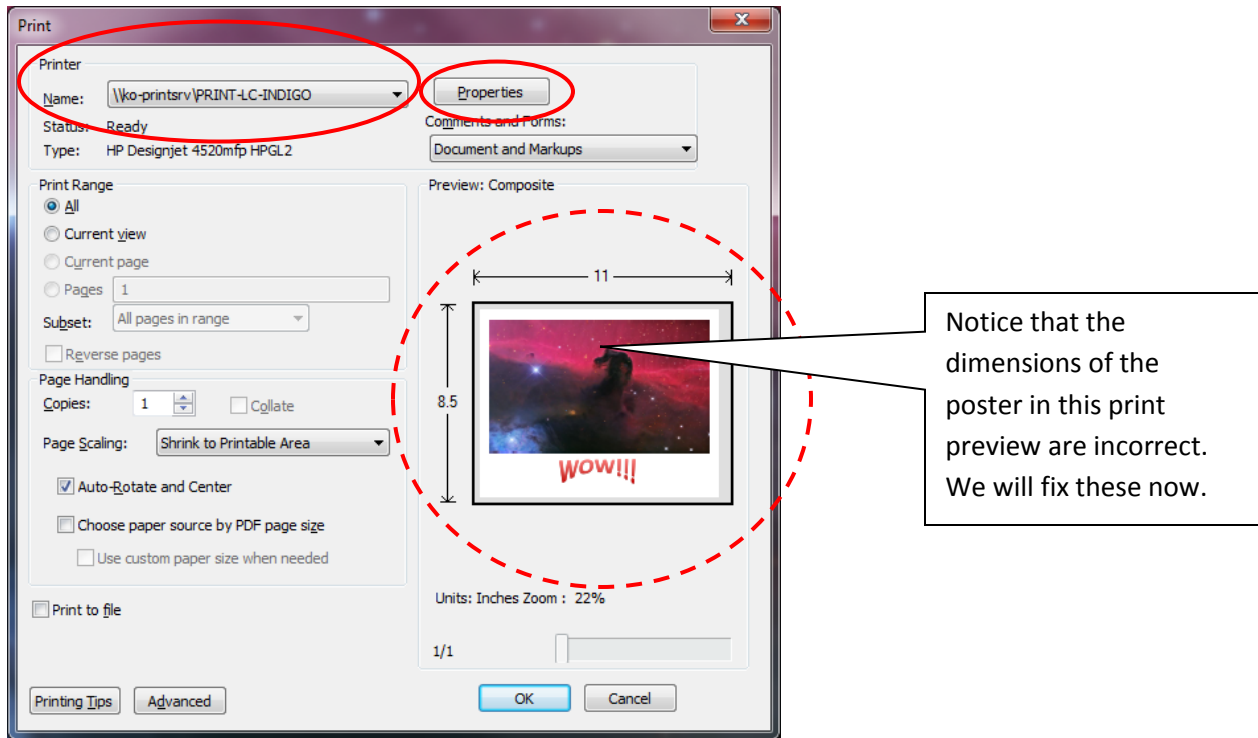 Print
Printer
Name: \\ko-printsrv\PRINT-LC-INDIGO
Properties
Status: Ready
Comments and Forms:
Type: HP Designjet 4520mfp HPGL2
Document and Markups
Print Range
All
Current view
Current page
Pages 1
Subset: All pages in range
Reverse pages
Page Handling
Copies: 1 Collate
Page Scaling: Shrink to Printable Area
Auto-Rotate and Center
Choose paper source by PDF page size
Use custom paper size when needed
Print to file
Preview: Composite
11
8.5
WOW!!!
Units: Inches Zoom : 22%
1/1
Printing Tips Advanced
OK Cancel
Notice that the
dimensions of the
poster in this print
preview are incorrect.
We will fix these now.